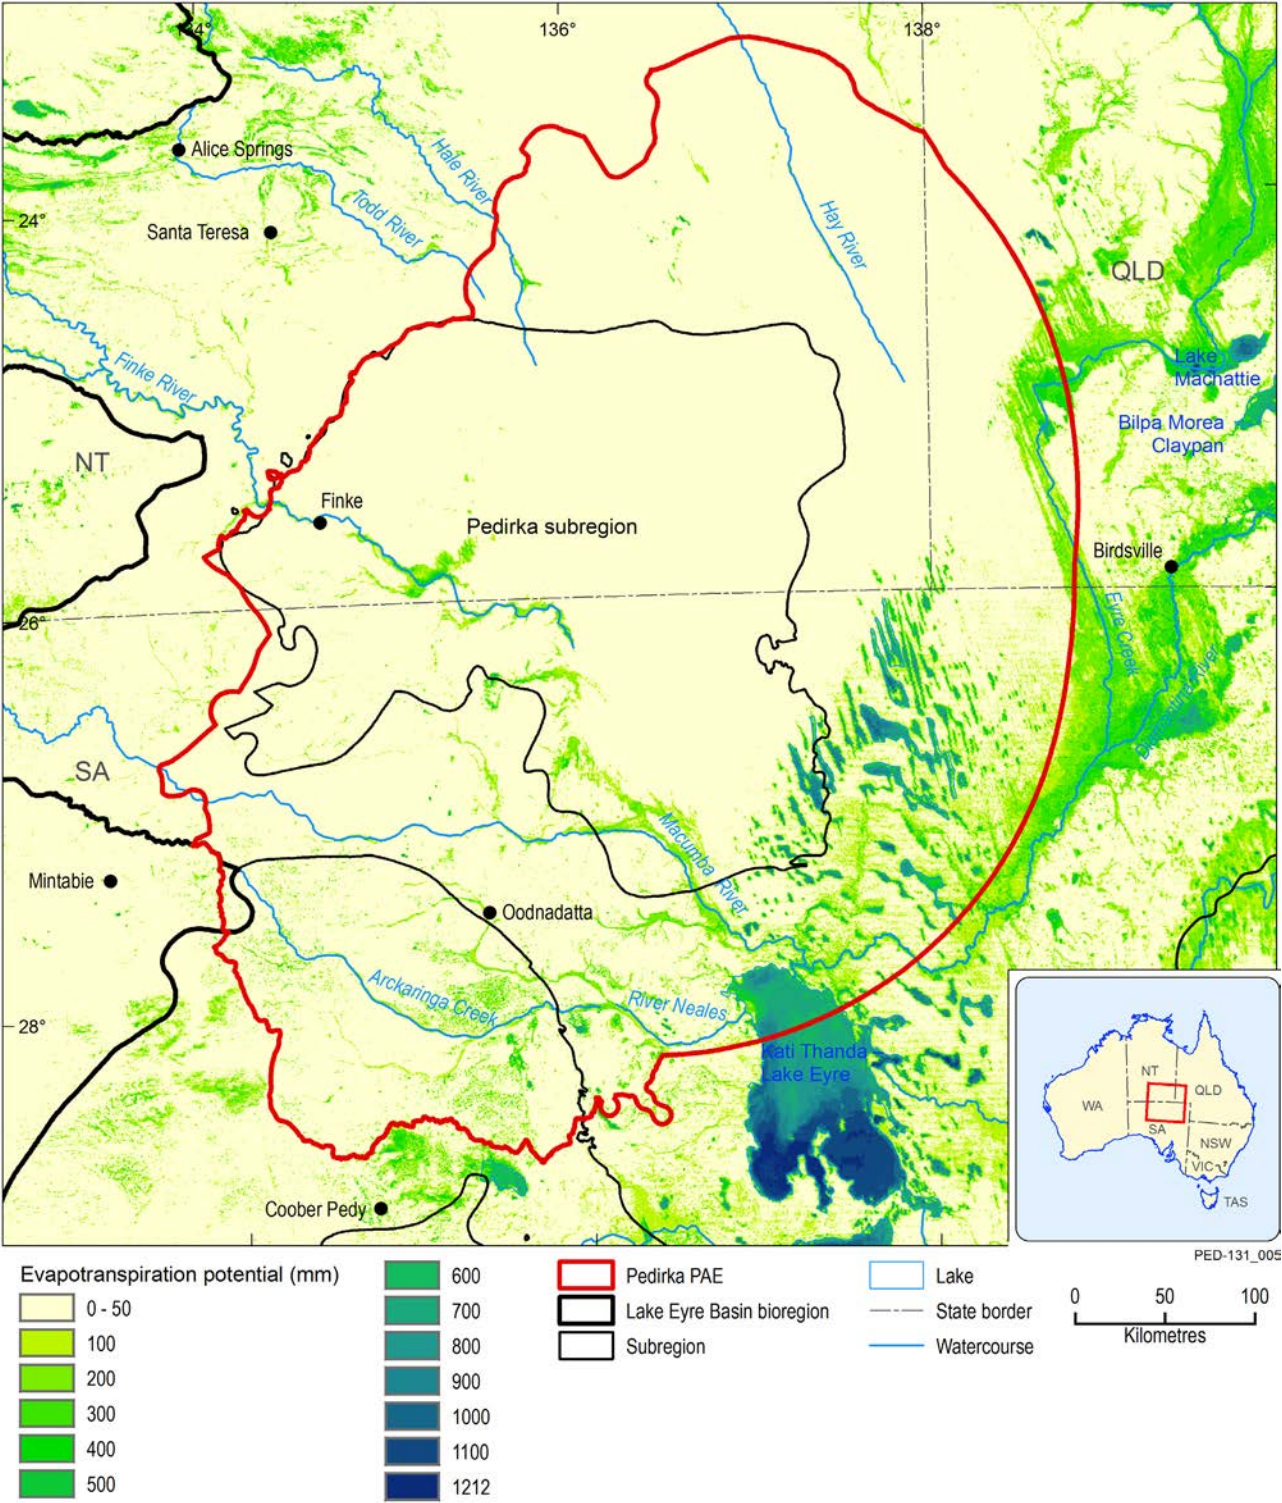 134°
136°
138°
Alice Springs
Hale River
Todd River
Hay River
24°
Santa Teresa
QLD
Lake
Machattie
Finke River
Bilpa Morea
Claypan
NT
Finke
Pedirka subregion
Birdsville
Eyre Creek
26°
Diamantina River
SA
Macumba River
Mintabie
Oodnadatta
Arckaringa Creek
River Neales
28°
Kati Thanda
Lake Eyre
Coober Pedy
NT
QLD
WA
SA
NSW
VIC
TAS
PED-131_005
Evapotranspiration potential (mm)
0 - 50
100
200
300
400
500
600
700
800
900
1000
1100
1212
Pedirka PAE
Lake Eyre Basin bioregion
Subregion
Lake
State border
Watercourse
0 50 100
Kilometres